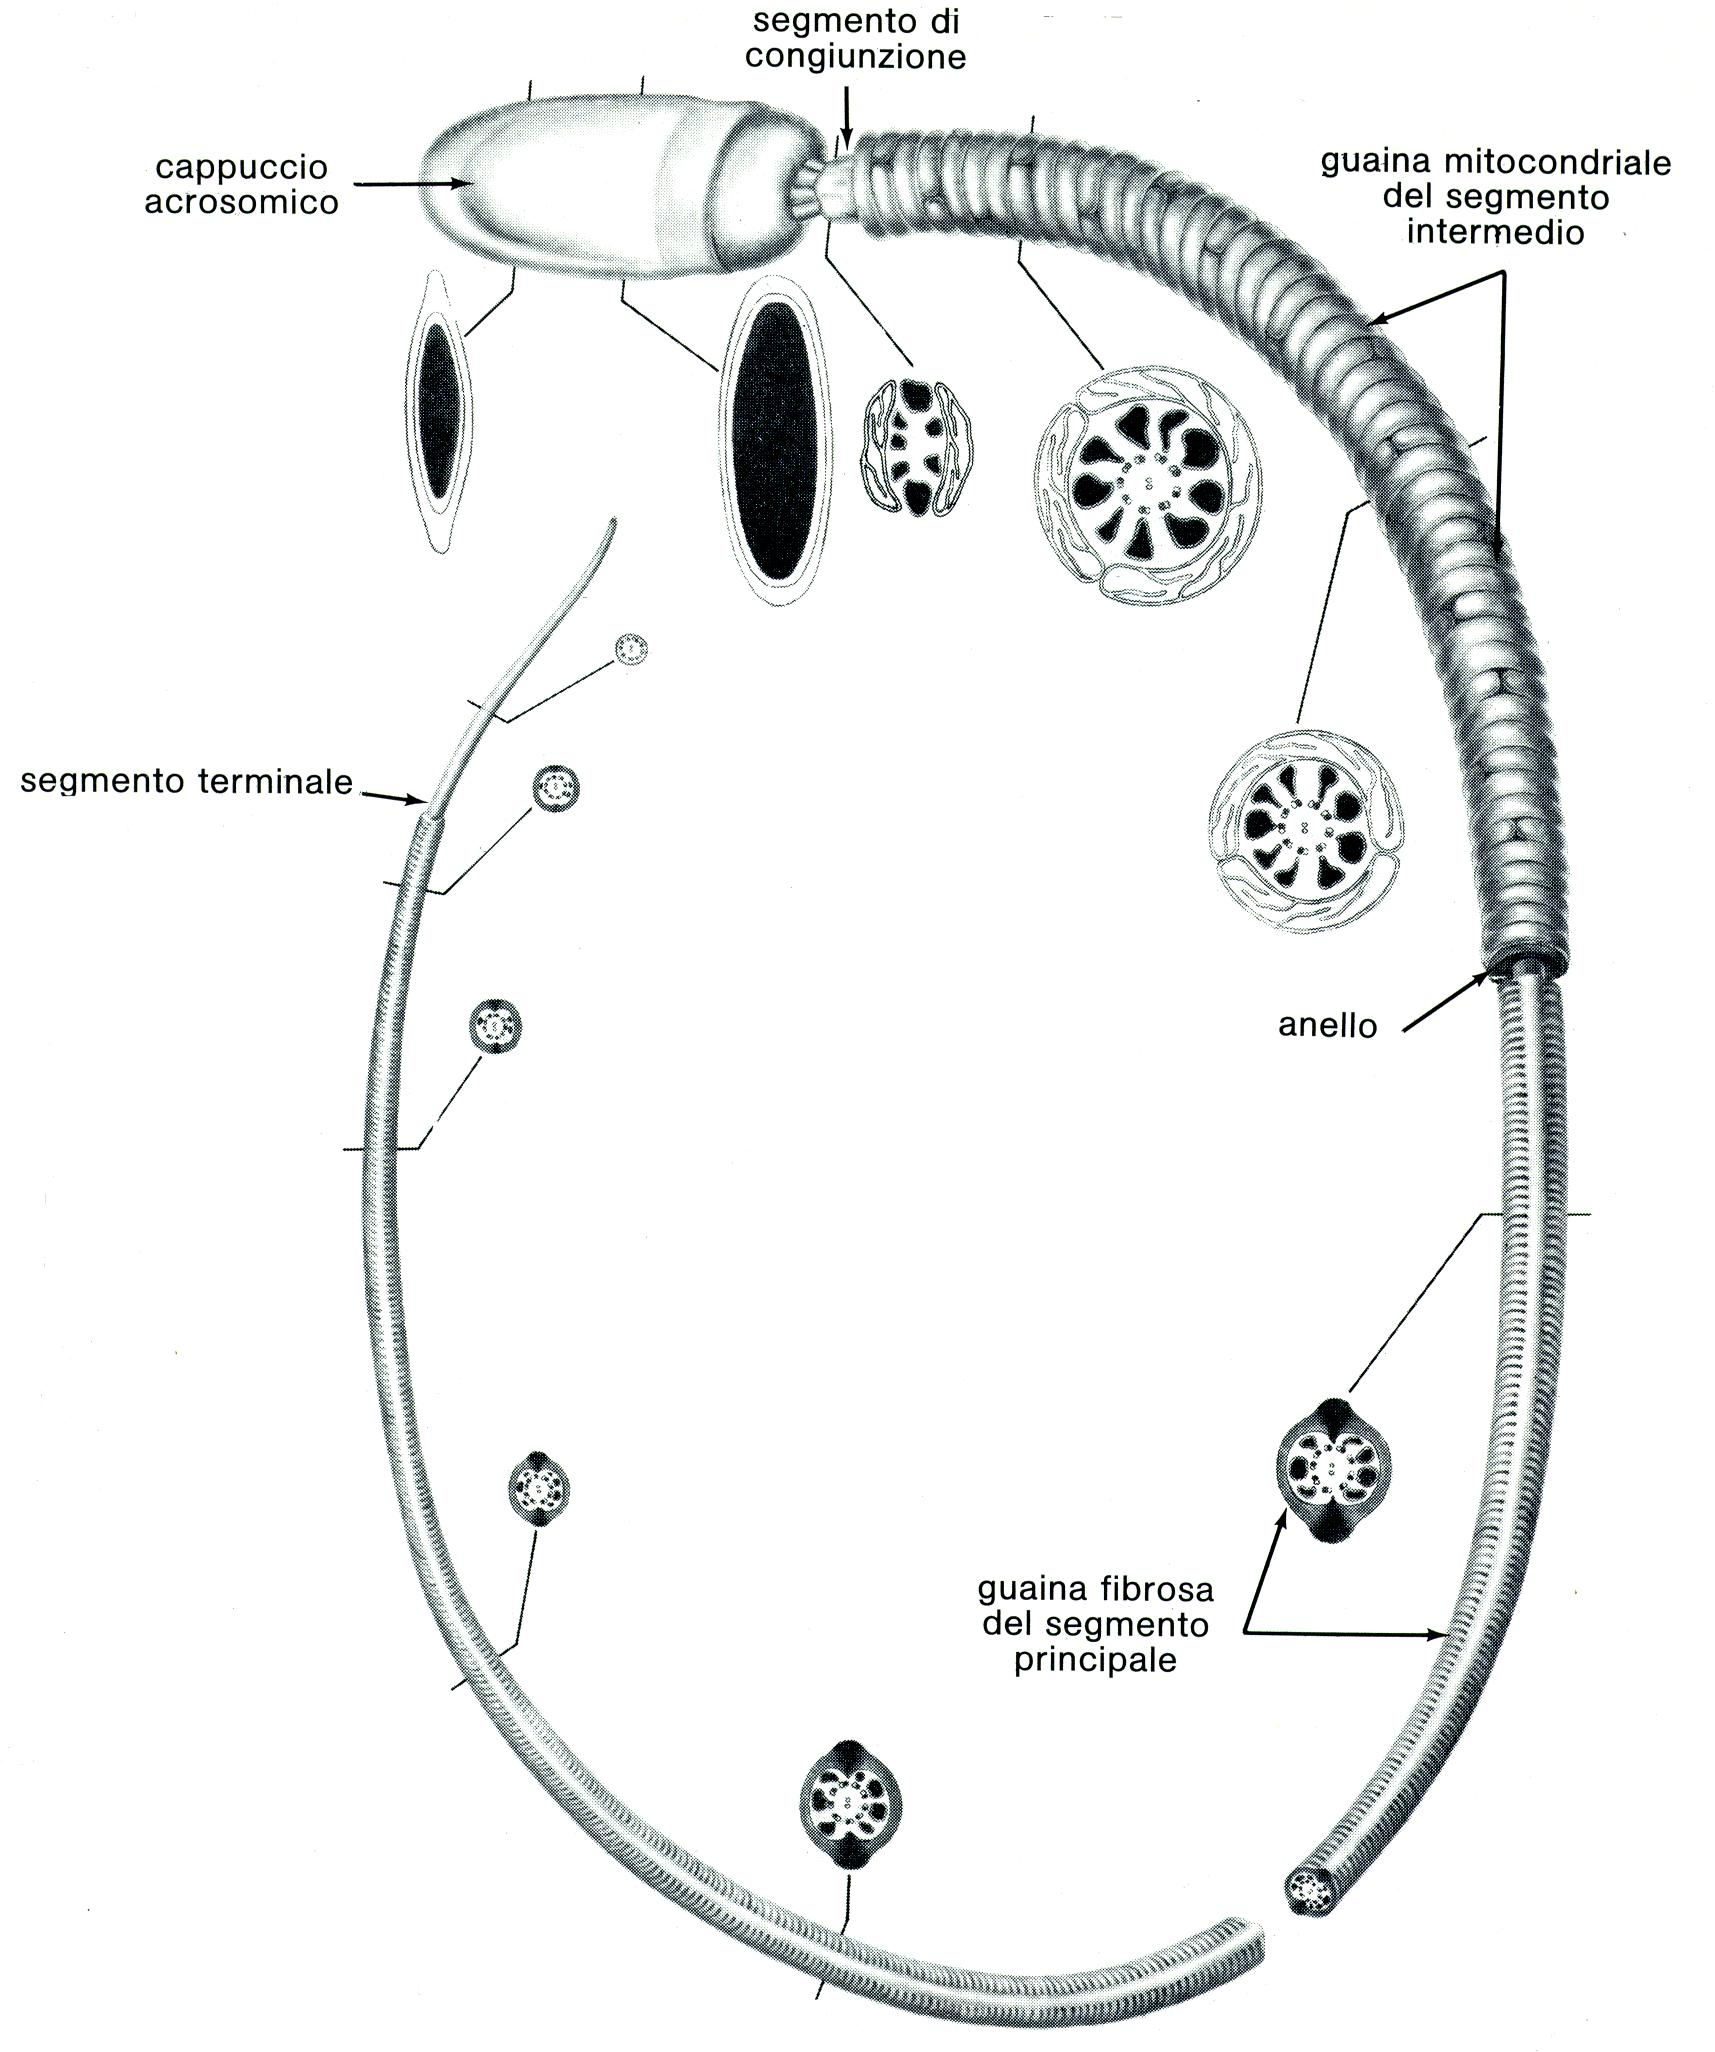 segmento di
congiunzione
cappuccio
acrosomico
guaina mitocondriale
del segmento
intermedio
segmento terminale
anello
guaina fibrosa
del segmento
principale